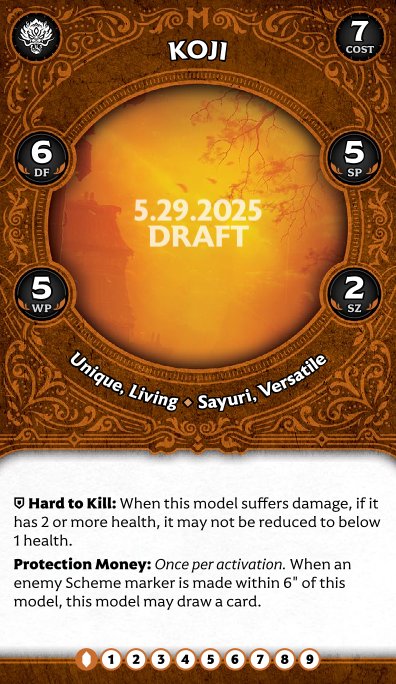 M
KOJI
7
COST
6
DF
5
SP
5.29.2025
DRAFT
5
WP
2
SZ
Unique, Living ◆ Sayuri, Versatile
Hard to Kill: When this model suffers damage, if it
has 2 or more health, it may not be reduced to below
1 health.
Protection Money: Once per activation. When an
enemy Scheme marker is made within 6" of this
model, this model may draw a card.
1 2 3 4 5 6 7 8 9